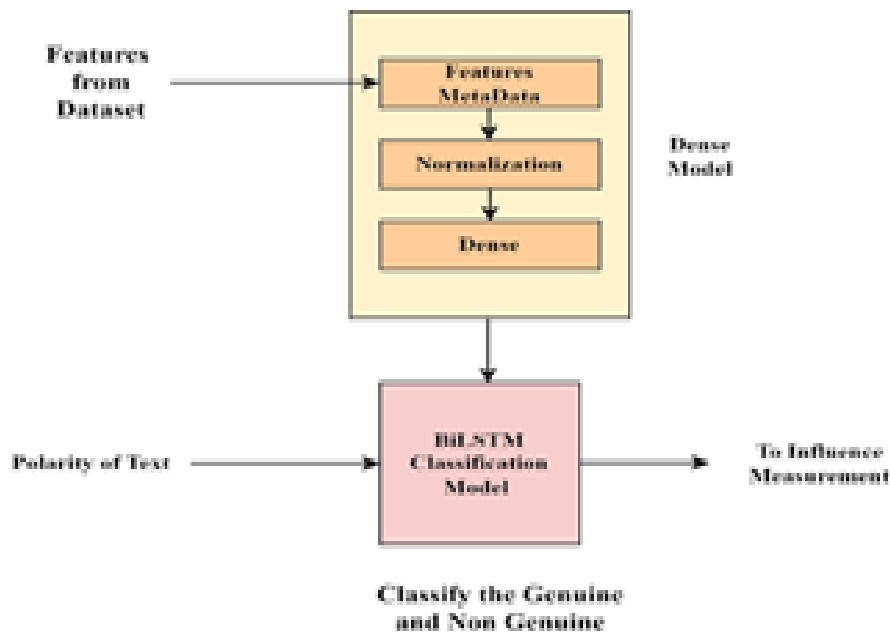 Features
from
Dataset
Features
MetaData
Normalization
Dense
Dense
Model
Polarity of Text
BiLSTM
Classification
Model
To Influence
Measurement
Classify the Genuine
and Non Genuine